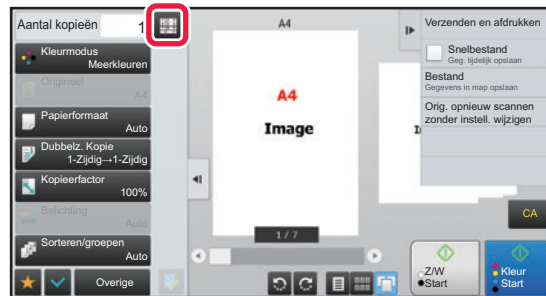 Aantal kopieën 1
Kleurmodus
Meerkleuren
Origineel
A4
Papierformaat
Auto
Dubbelz. Kopie
1-Zijdig→1-Zijdig
Kopieerfactor
100%
Belichting
Auto
Sorteren/groepen
Auto
Overige
A4
A4
Image
1 / 7
Verzenden en afdrukken
Snelbestand
Geg. tijdelijk opslaan
Bestand
Gegevens in map opslaan
Orig. opnieuw scannen
zonder instell. wijzigen
CA
Z/W
Start
Kleur
Start